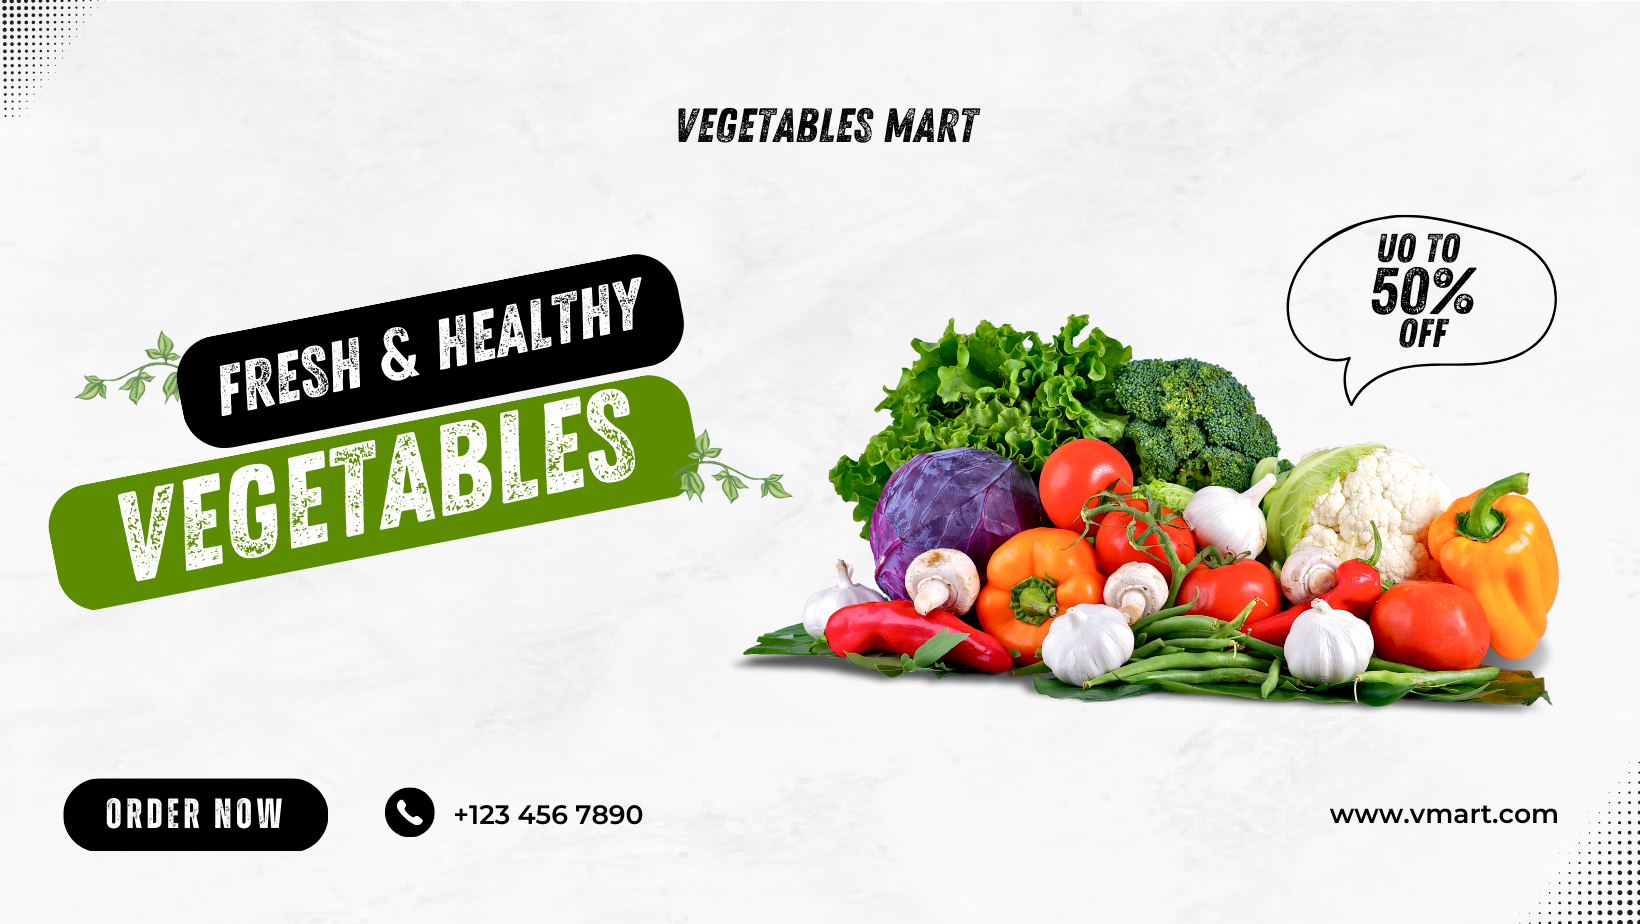 VEGETABLES MART
UO TO
50%
OFF
FRESH & HEALTHY
VEGETABLES
ORDER NOW
+123 456 7890
www.vmart.com